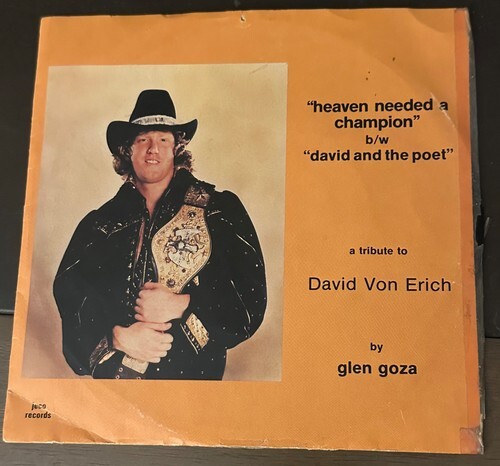 "heaven needed a
champion"
b/w
"david and the poet"
a tribute to
David Von Erich
by
glen goza
juco
records